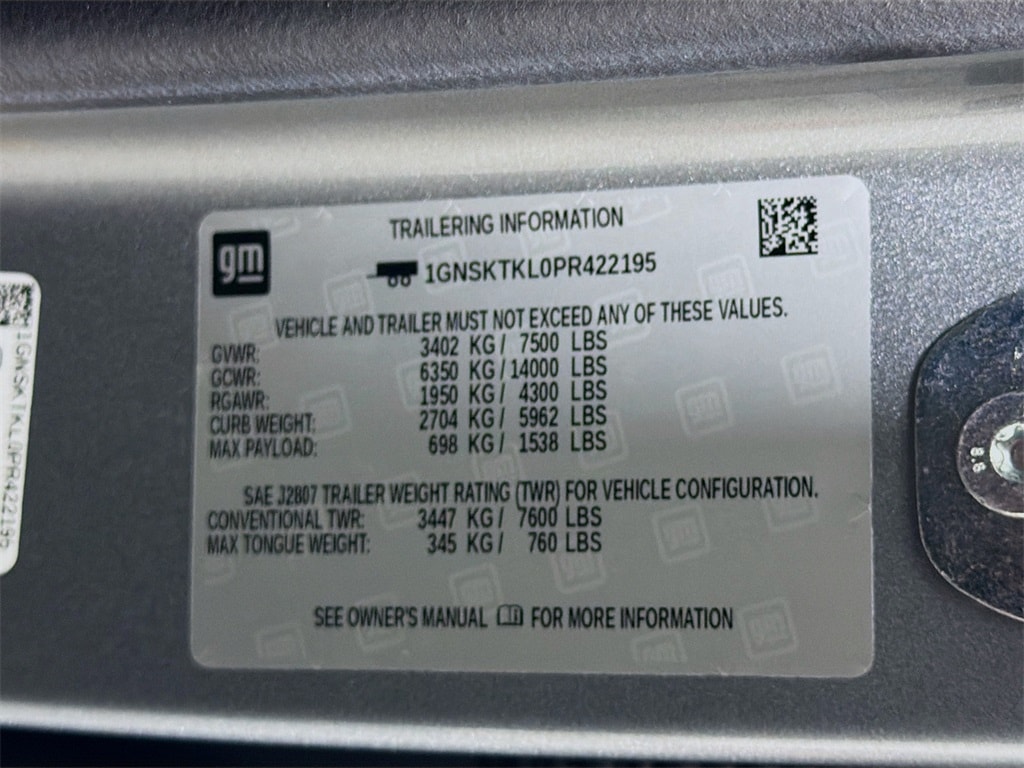 gm
TRAILERING INFORMATION
1GNSKTKL0PR422195
VEHICLE AND TRAILER MUST NOT EXCEED ANY OF THESE VALUES.
GVWR: 3402 KG / 7500 LBS
GCWR: 6350 KG / 14000 LBS
RGAWR: 1950 KG / 4300 LBS
CURB WEIGHT: 2704 KG / 5962 LBS
MAX PAYLOAD: 698 KG / 1538 LBS
SAE J2807 TRAILER WEIGHT RATING (TWR) FOR VEHICLE CONFIGURATION.
CONVENTIONAL TWR: 3447 KG / 7600 LBS
MAX TONGUE WEIGHT: 345 KG / 760 LBS
SEE OWNER'S MANUAL FOR MORE INFORMATION
1GNSKTKL0PR422195
8.8